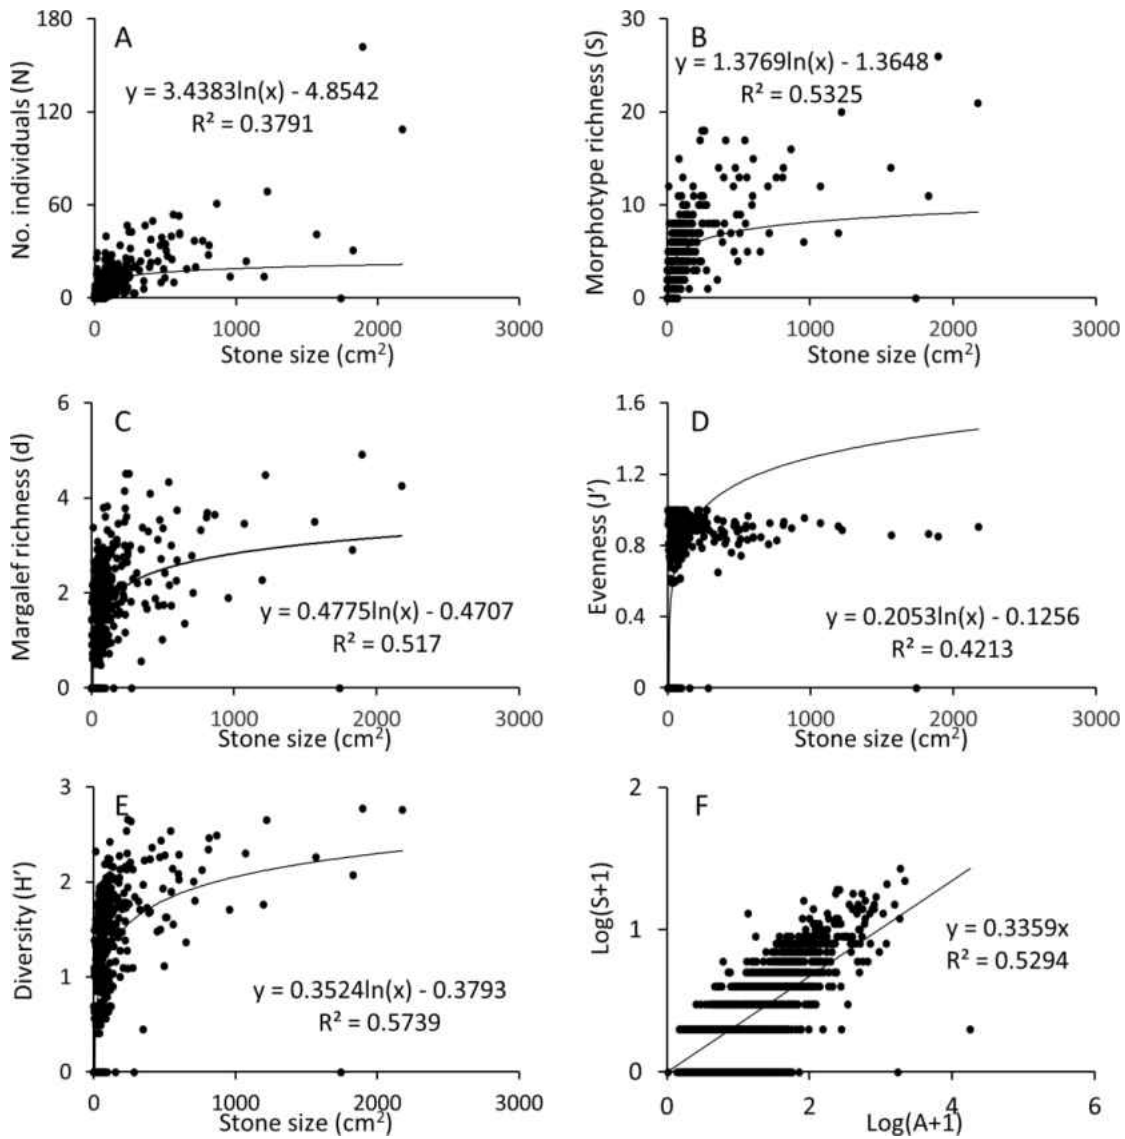 A
y = 3.4383ln(x) - 4.8542
R² = 0.3791
No. individuals (N)
180
120
60
0
0 1000 2000 3000
Stone size (cm²)
B
y = 1.3769ln(x) - 1.3648
R² = 0.5325
Morphotype richness (S)
30
20
10
0
0 1000 2000 3000
Stone size (cm²)
C
y = 0.4775ln(x) - 0.4707
R² = 0.517
Margalef richness (d)
6
4
2
0
0 1000 2000 3000
Stone size (cm²)
D
y = 0.2053ln(x) - 0.1256
R² = 0.4213
Evenness (J’)
1.6
1.2
0.8
0.4
0
0 1000 2000 3000
Stone size (cm²)
E
y = 0.3524ln(x) - 0.3793
R² = 0.5739
Diversity (H’)
3
2
1
0
0 1000 2000 3000
Stone size (cm²)
F
y = 0.3359x
R² = 0.5294
Log(S+1)
2
1
0
0 2 4 6
Log(A+1)